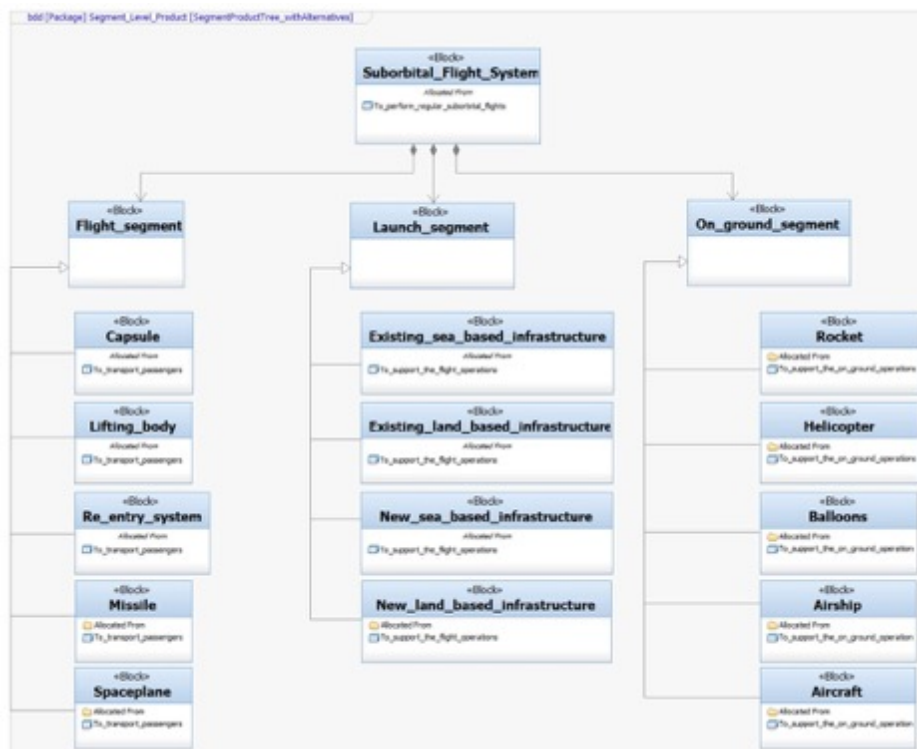 bdd [Package] Segment_Level_Product [SegmentProductTree_withAlternatives]
«Block»
Suborbital_Flight_System
Allocated From
To_perform_regular_suborbital_flights
«Block»
Flight_segment
«Block»
Launch_segment
«Block»
On_ground_segment
«Block»
Capsule
Allocated From
To_transport_passengers
«Block»
Lifting_body
Allocated From
To_transport_passengers
«Block»
Re_entry_system
Allocated From
To_transport_passengers
«Block»
Missile
Allocated From
To_transport_passengers
«Block»
Spaceplane
Allocated From
To_transport_passengers
«Block»
Existing_sea_based_infrastructure
Allocated From
To_support_the_flight_operations
«Block»
Existing_land_based_infrastructure
Allocated From
To_support_the_flight_operations
«Block»
New_sea_based_infrastructure
Allocated From
To_support_the_flight_operations
«Block»
New_land_based_infrastructure
Allocated From
To_support_the_flight_operations
«Block»
Rocket
Allocated From
To_support_the_on_ground_operations
«Block»
Helicopter
Allocated From
To_support_the_on_ground_operations
«Block»
Balloons
Allocated From
To_support_the_on_ground_operation
«Block»
Airship
Allocated From
To_support_the_on_ground_operation
«Block»
Aircraft
Allocated From
To_support_the_on_ground_operation